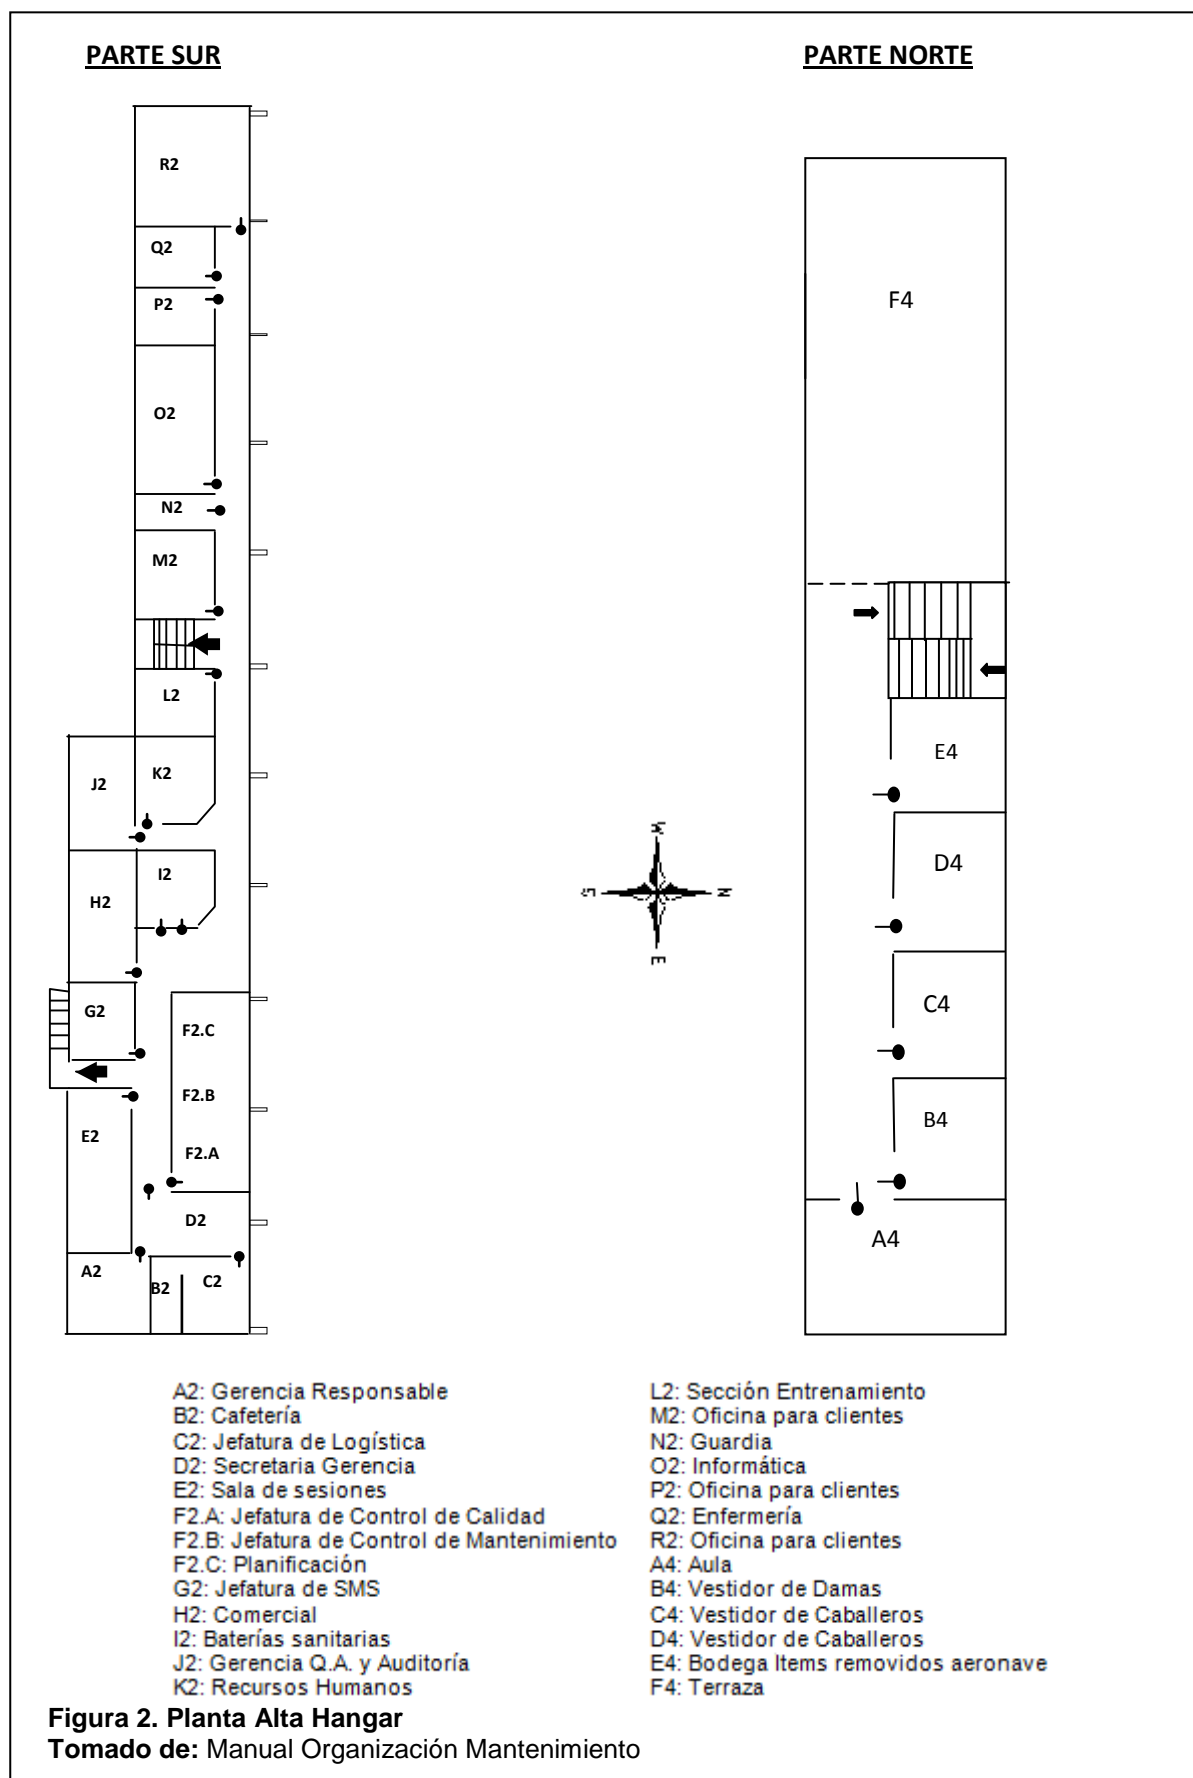 PARTE SUR
PARTE NORTE
R2
Q2
P2
O2
N2
M2
L2
K2
J2
I2
H2
G2
F2.C
F2.B
F2.A
E2
D2
A2
B2
C2
F4
E4
D4
C4
B4
A4
W
S
N
E
A2: Gerencia Responsable
B2: Cafetería
C2: Jefatura de Logística
D2: Secretaria Gerencia
E2: Sala de sesiones
F2.A: Jefatura de Control de Calidad
F2.B: Jefatura de Control de Mantenimiento
F2.C: Planificación
G2: Jefatura de SMS
H2: Comercial
I2: Baterías sanitarias
J2: Gerencia Q.A. y Auditoría
K2: Recursos Humanos
L2: Sección Entrenamiento
M2: Oficina para clientes
N2: Guardia
O2: Informática
P2: Oficina para clientes
Q2: Enfermería
R2: Oficina para clientes
A4: Aula
B4: Vestidor de Damas
C4: Vestidor de Caballeros
D4: Vestidor de Caballeros
E4: Bodega Items removidos aeronave
F4: Terraza
Figura 2. Planta Alta Hangar
Tomado de: Manual Organización Mantenimiento